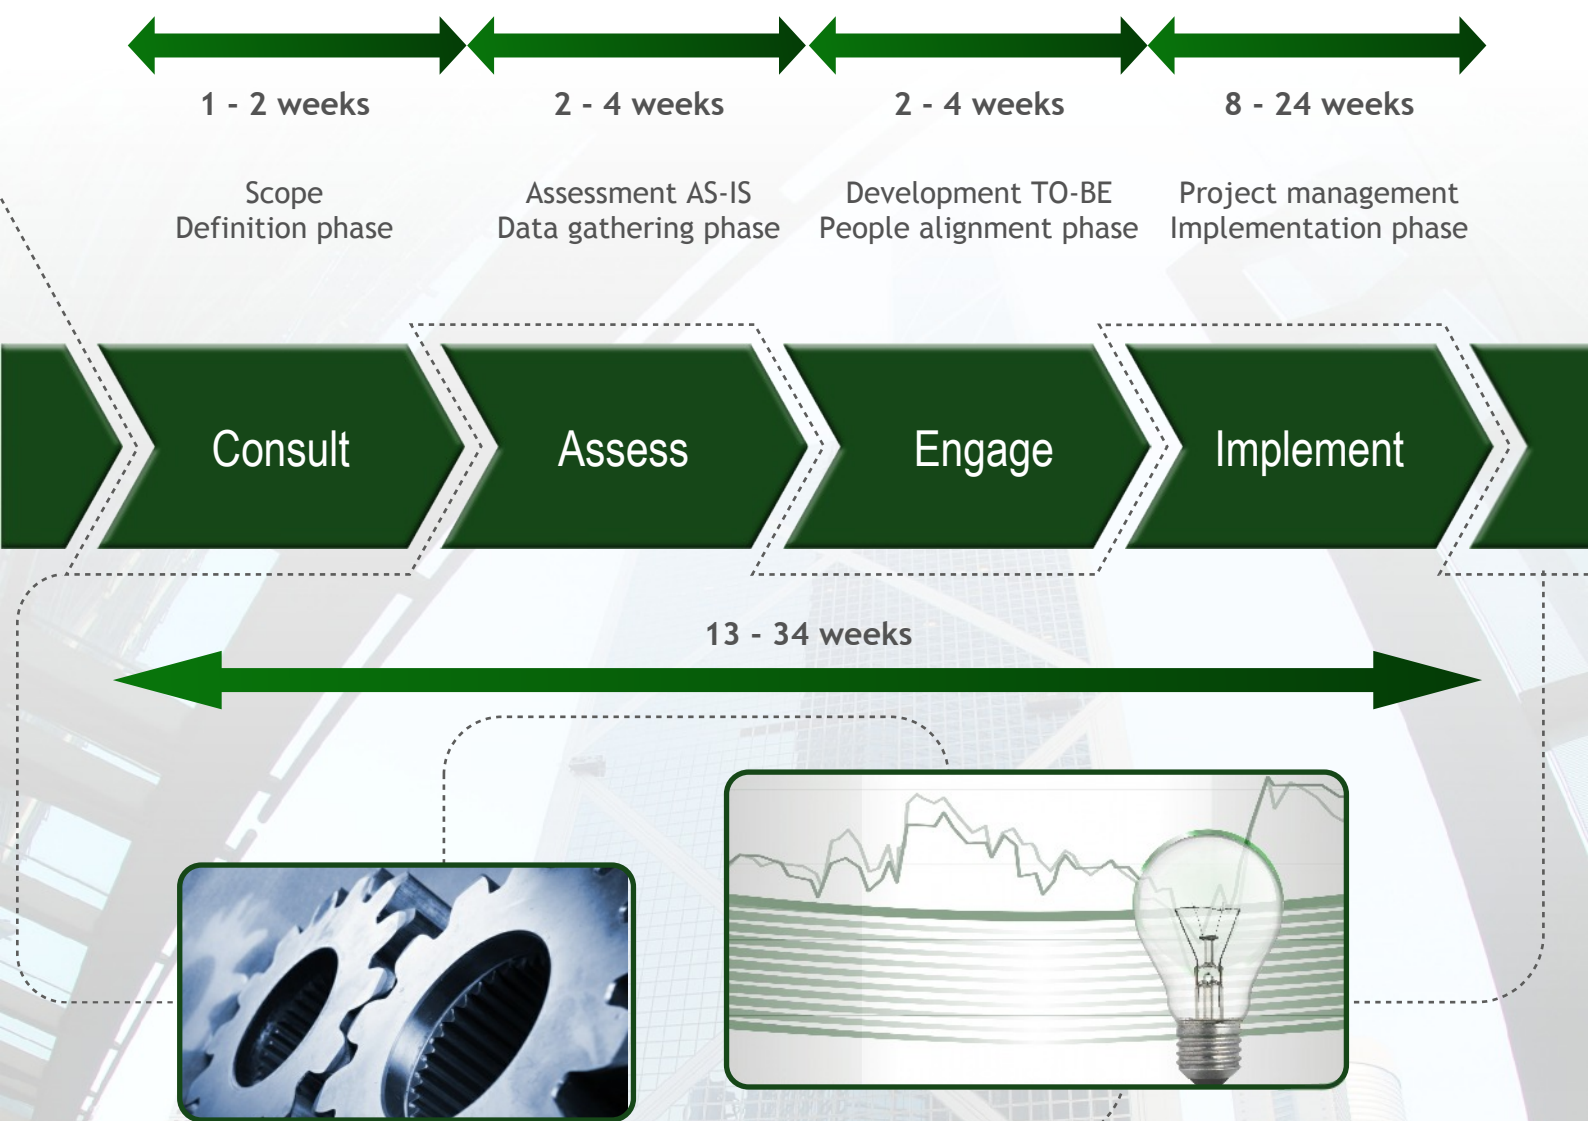 1 - 2 weeks
2 - 4 weeks
2 - 4 weeks
8 - 24 weeks
Scope
Definition phase
Assessment AS-IS
Data gathering phase
Development TO-BE
People alignment phase
Project management
Implementation phase
Consult
Assess
Engage
Implement
13 - 34 weeks